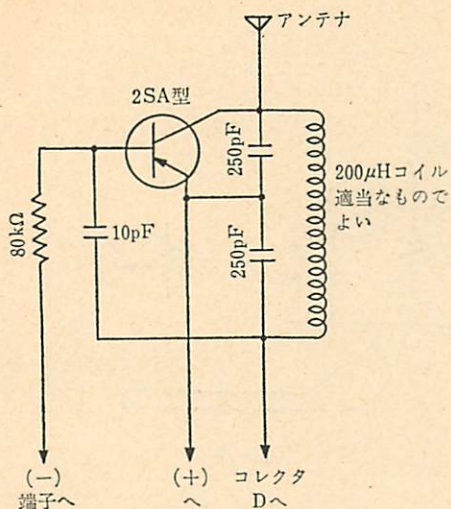 アンテナ
2SA型
250pF
200μHコイル
適当なもので
よい
80kΩ
10pF
250pF
(−)
端子へ
(+)
へ
コレクタ
Dへ